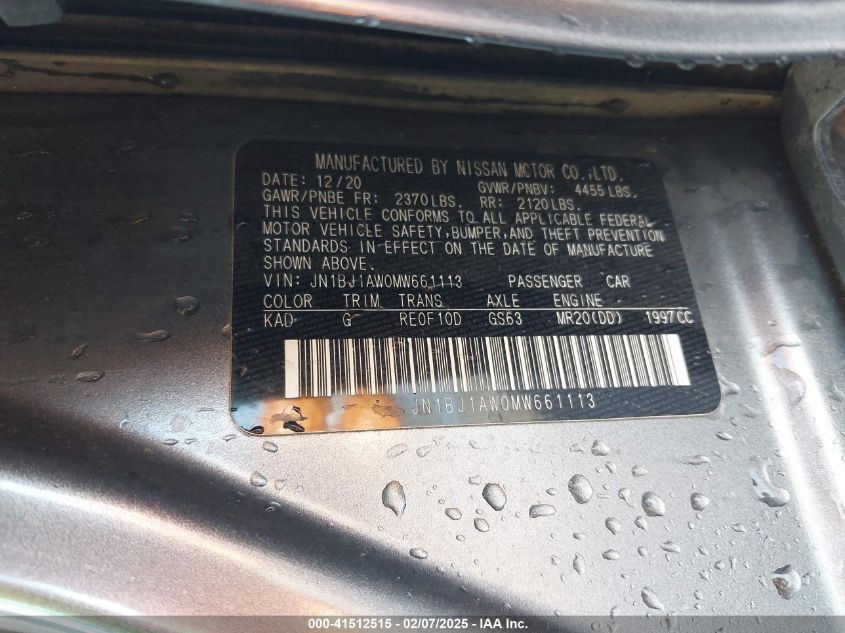 MANUFACTURED BY NISSAN MOTOR CO.,LTD.
DATE: 12/20 GVWR/PNBV: 4455 LBS.
GAWR/PNBE FR: 2370 LBS. RR: 2120 LBS.
THIS VEHICLE CONFORMS TO ALL APPLICABLE FEDERAL
MOTOR VEHICLE SAFETY,BUMPER,AND THEFT PREVENTION
STANDARDS IN EFFECT ON THE DATE OF MANUFACTURE
SHOWN ABOVE.
VIN: JN1BJ1AW0MW661113 PASSENGER CAR
COLOR TRIM TRANS AXLE ENGINE
KAD G RE0F10D GS63 MR20(DD) 1997CC
JN1BJ1AW0MW661113
000-41512515 - 02/07/2025 - IAA Inc.